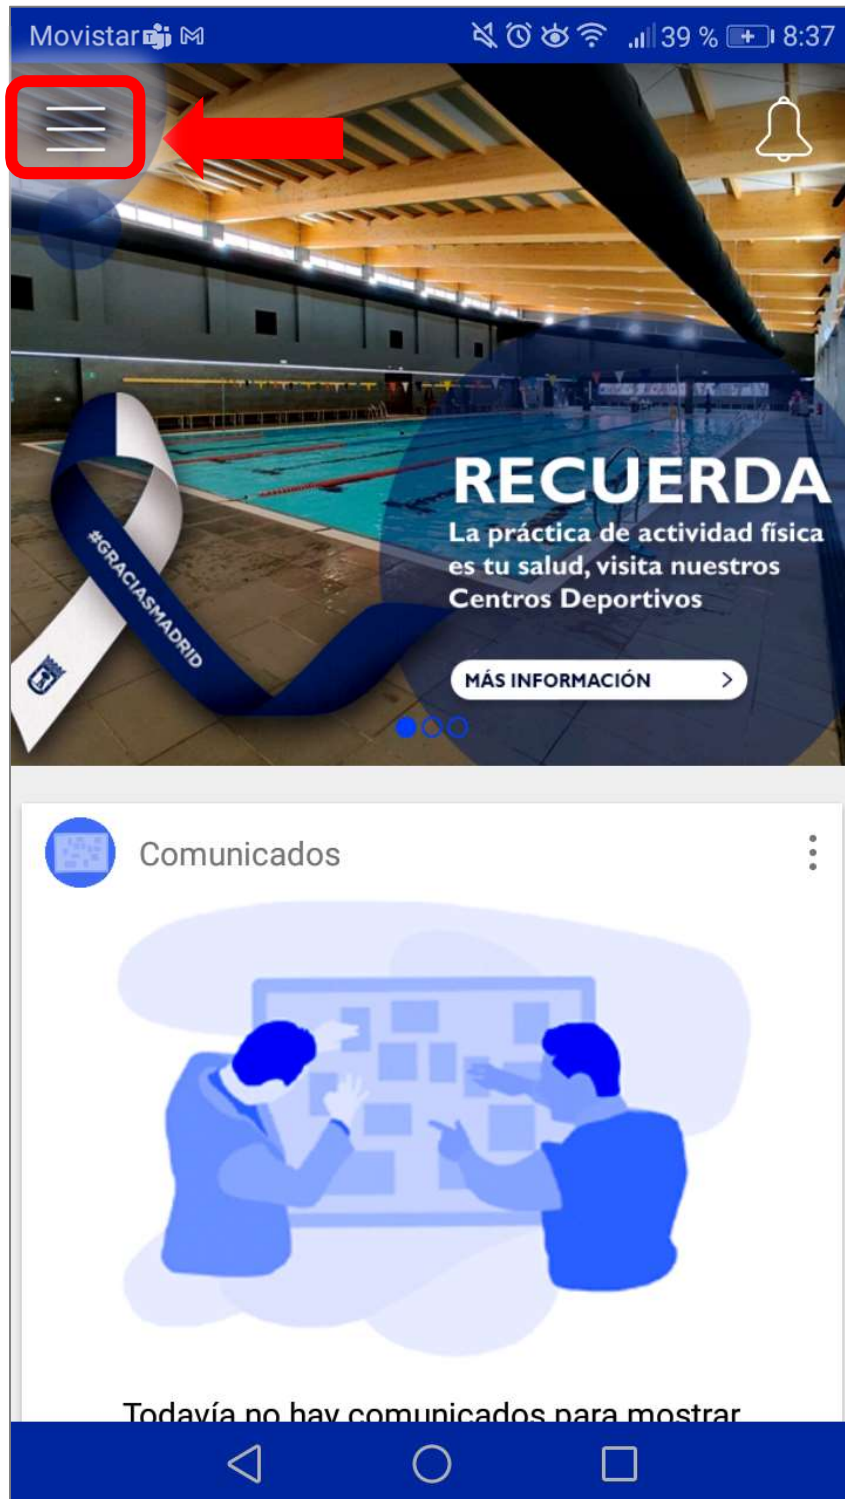 Movistar 39 % 8:37
RECUERDA
La práctica de actividad física
es tu salud, visita nuestros
Centros Deportivos
#GRACIASMADRID
MÁS INFORMACIÓN >
Comunicados
Todavía no hay comunicados para mostrar